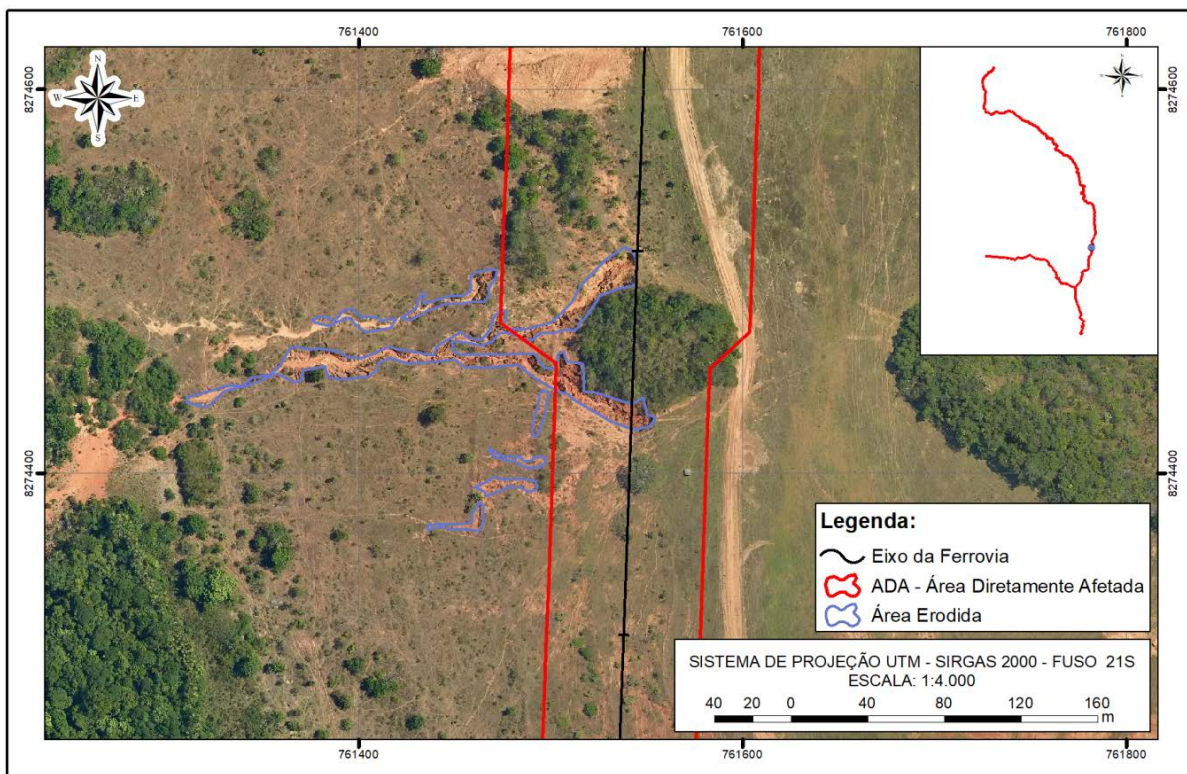 761400 761600 761800
N
W E
S
8274600 8274600
8274400 8274400
Legenda:
Eixo da Ferrovia
ADA - Área Diretamente Afetada
Área Erodida
SISTEMA DE PROJEÇÃO UTM - SIRGAS 2000 - FUSO 21S
ESCALA: 1:4.000
40 20 0 40 80 120 160
m
761400 761600 761800